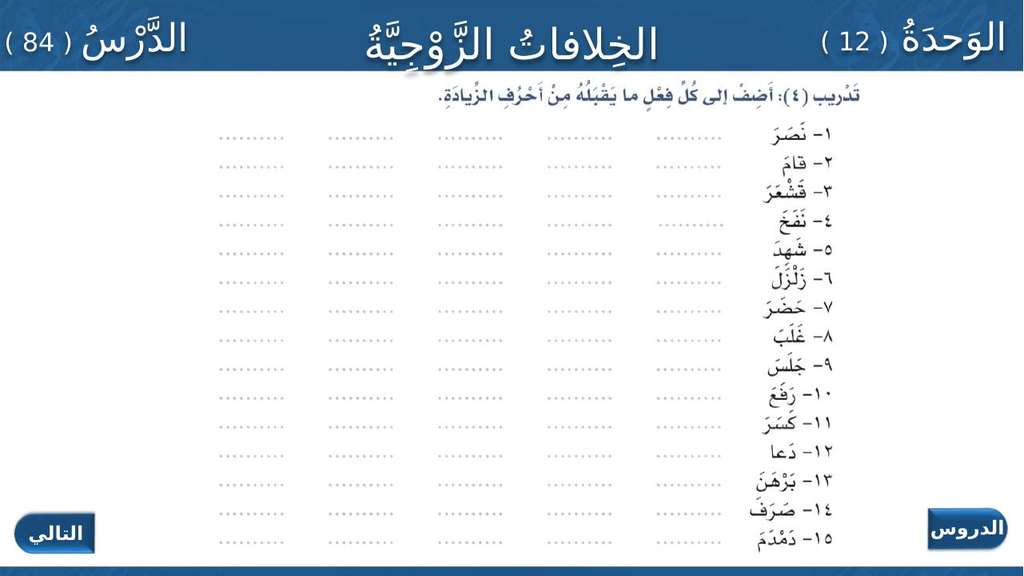 الوَحدَةُ ( 12 )
الخِلافاتُ الزَّوْجِيَّةُ
الدَّرْسُ ( 84 )
تَدْريب (٤): أَضِفْ إلى كُلِّ فِعْلٍ ما يَقْبَلُهُ مِنْ أَحْرُفِ الزِّيادَةِ.
١- نَصَرَ .......... .......... .......... .......... ..........
٢- قامَ .......... .......... .......... .......... ..........
٣- قَشْعَرَ .......... .......... .......... .......... ..........
٤- نَفَخَ .......... .......... .......... .......... ..........
٥- شَهِدَ .......... .......... .......... .......... ..........
٦- زَلْزَلَ .......... .......... .......... .......... ..........
٧- حَضَرَ .......... .......... .......... .......... ..........
٨- غَلَبَ .......... .......... .......... .......... ..........
٩- جَلَسَ .......... .......... .......... .......... ..........
١٠- رَفَعَ .......... .......... .......... .......... ..........
١١- كَسَرَ .......... .......... .......... .......... ..........
١٢- دَعا .......... .......... .......... .......... ..........
١٣- بَرْهَنَ .......... .......... .......... .......... ..........
١٤- صَرَفَ .......... .......... .......... .......... ..........
١٥- دَمْدَمَ .......... .......... .......... .......... ..........
الدروس
التالي